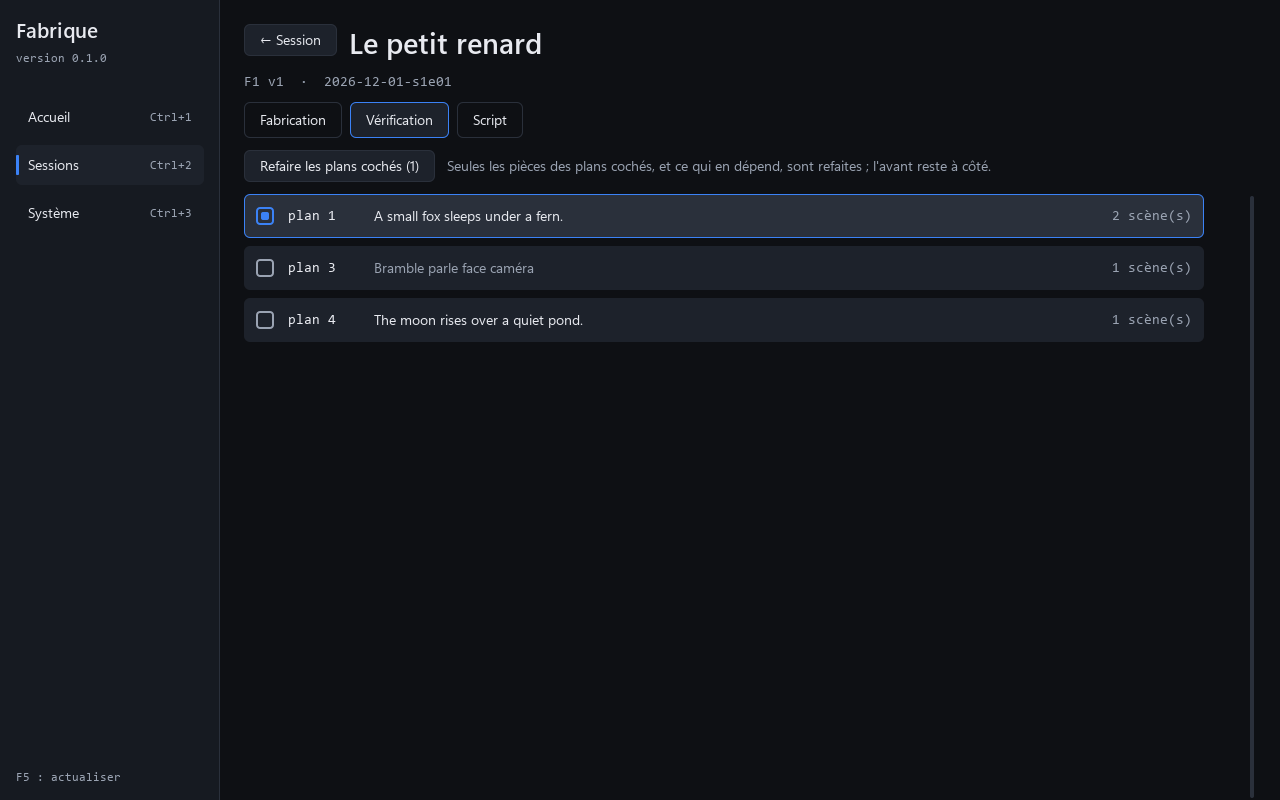 Fabrique
version 0.1.0
Accueil Ctrl+1
Sessions Ctrl+2
Système Ctrl+3
F5 : actualiser
← Session Le petit renard
F1 v1 · 2026-12-01-s1e01
Fabrication Vérification Script
Refaire les plans cochés (1) Seules les pièces des plans cochés, et ce qui en dépend, sont refaites ; l'avant reste à côté.
plan 1 A small fox sleeps under a fern. 2 scène(s)
plan 3 Bramble parle face caméra 1 scène(s)
plan 4 The moon rises over a quiet pond. 1 scène(s)